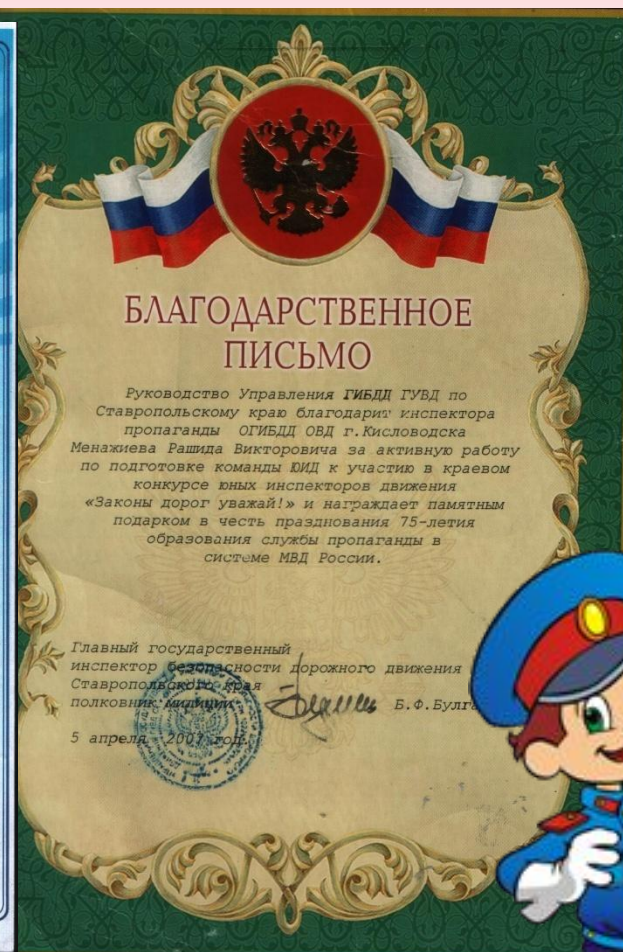 БЛАГОДАРСТВЕННОЕ
ПИСЬМО
Руководство Управления ГИБДД ГУВД по
Ставропольскому краю благодарит инспектора
пропаганды ОГИБДД ОВД г.Кисловодска
Менажиева Рашида Викторовича за активную работу
по подготовке команды ЮИД к участию в краевом
конкурсе юных инспекторов движения
«Законы дорог уважай!» и награждает памятным
подарком в честь празднования 75-летия
образования службы пропаганды в
системе МВД России.
Главный государственный
инспектор безопасности дорожного движения
Ставропольского края
полковник милиции Б.Ф.Булг
5 апреля 2007 год.